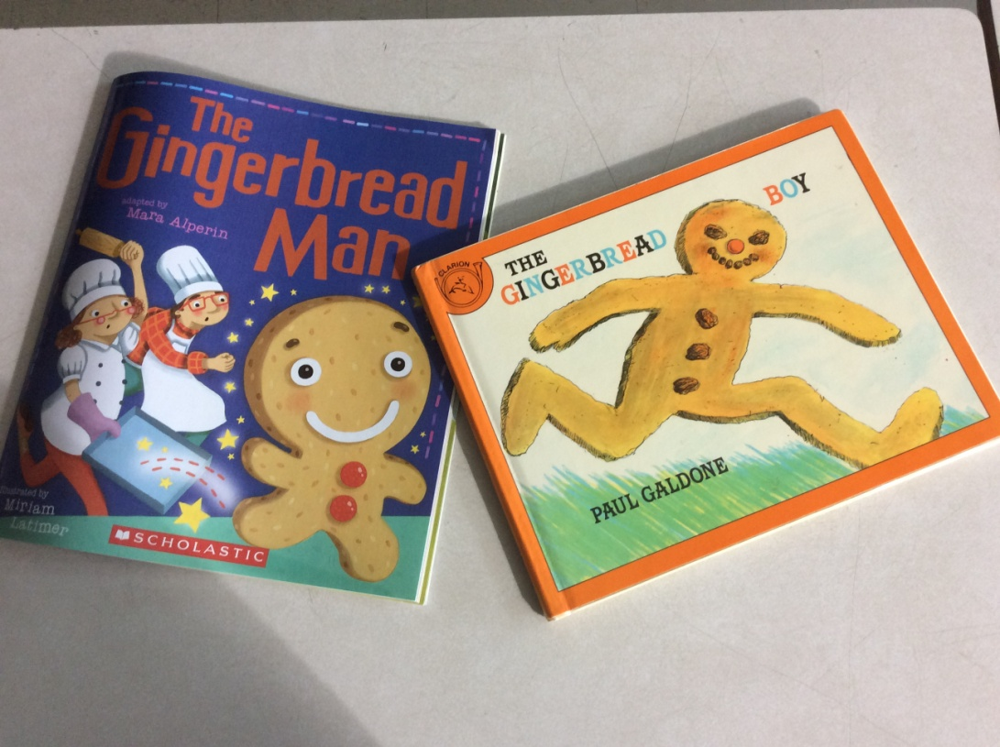 The
Gingerbread
Man
adapted by
Mara Alperin
illustrated by
Miriam
Latimer
SCHOLASTIC
CLARION
THE
GINGERBREAD
BOY
PAUL GALDONE